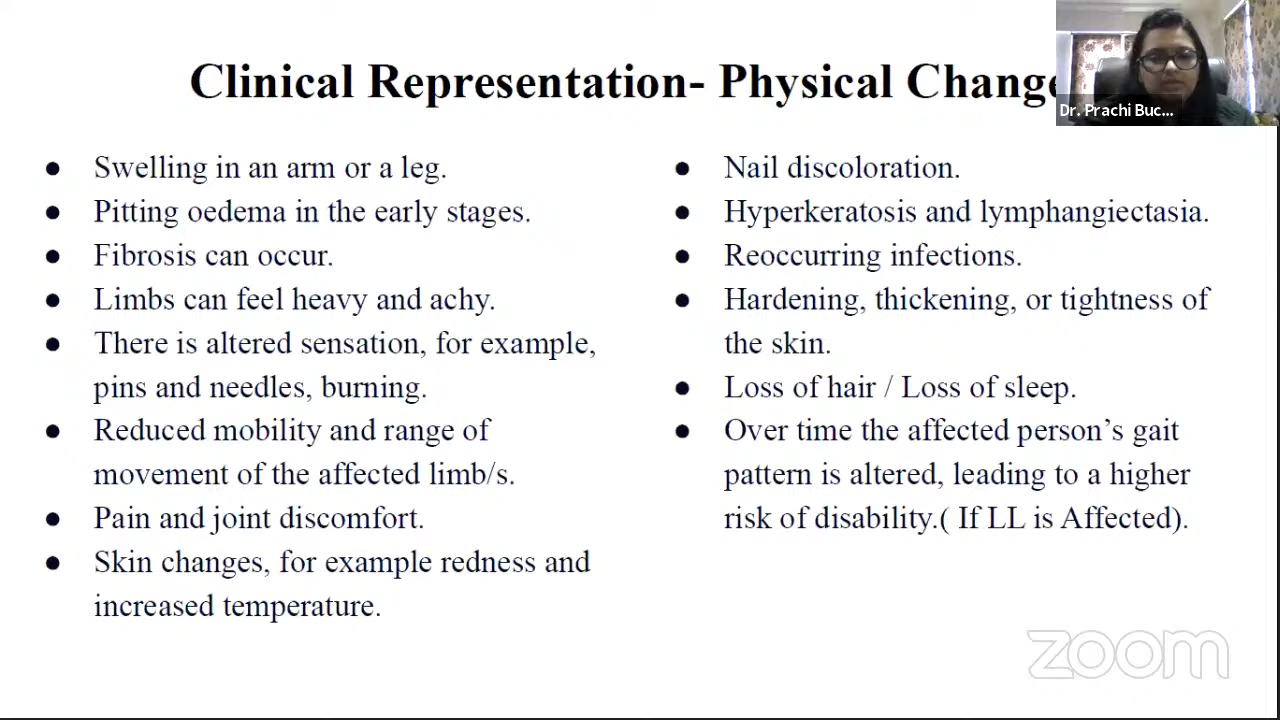 Clinical Representation- Physical Change
Dr. Prachi Buc...
● Swelling in an arm or a leg.
● Pitting oedema in the early stages.
● Fibrosis can occur.
● Limbs can feel heavy and achy.
● There is altered sensation, for example,
pins and needles, burning.
● Reduced mobility and range of
movement of the affected limb/s.
● Pain and joint discomfort.
● Skin changes, for example redness and
increased temperature.
● Nail discoloration.
● Hyperkeratosis and lymphangiectasia.
● Reoccurring infections.
● Hardening, thickening, or tightness of
the skin.
● Loss of hair / Loss of sleep.
● Over time the affected person’s gait
pattern is altered, leading to a higher
risk of disability.( If LL is Affected).
zoom